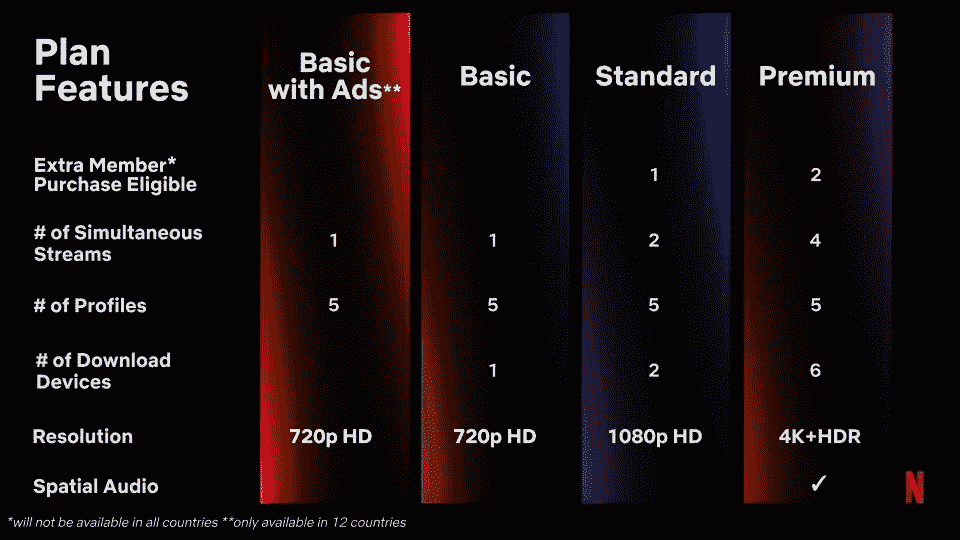 Plan
Features
Basic
with Ads**
Basic
Standard
Premium
Extra Member*
Purchase Eligible
1
2
# of Simultaneous
Streams
1
1
2
4
# of Profiles
5
5
5
5
# of Download
Devices
1
2
6
Resolution
720p HD
720p HD
1080p HD
4K+HDR
Spatial Audio
✓
N
*will not be available in all countries **only available in 12 countries